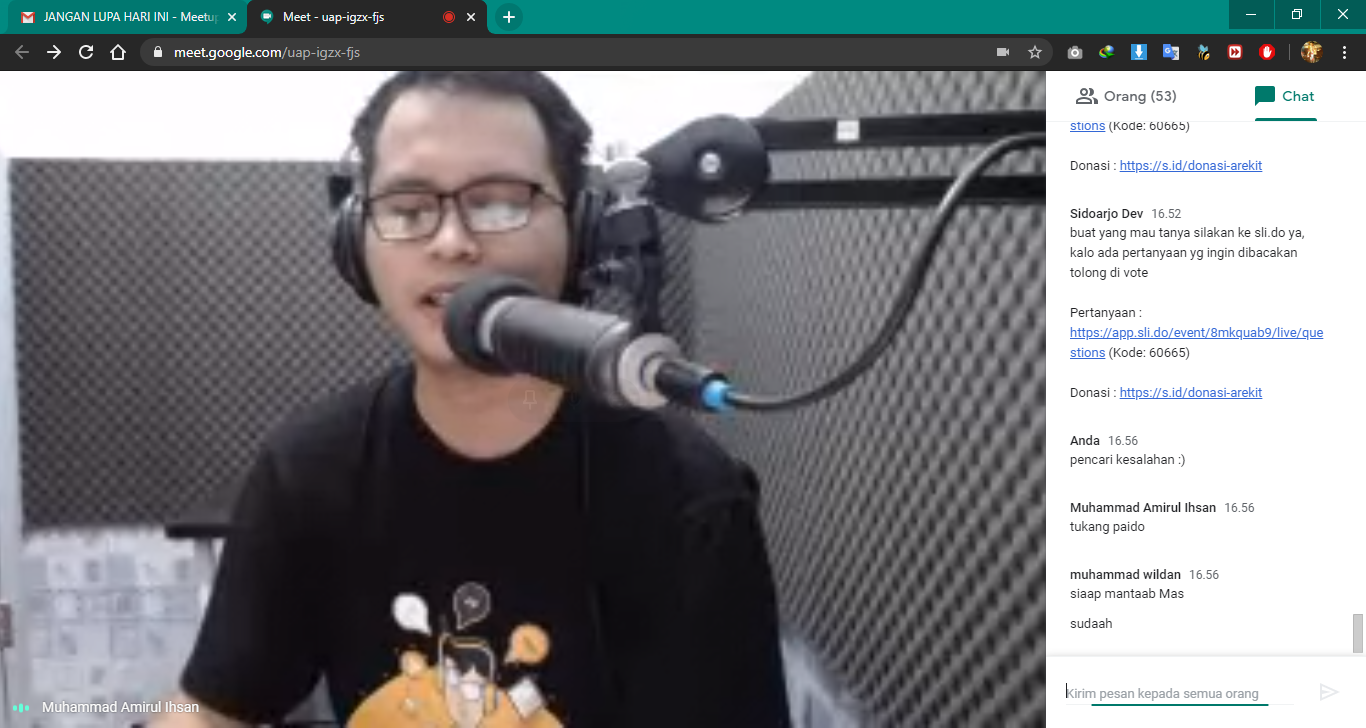 JANGAN LUPA HARI INI - Meetup
Meet - uap-igzx-fjs
meet.google.com/uap-igzx-fjs
Orang (53)
Chat
stions (Kode: 60665)
Donasi : https://s.id/donasi-arekit
Sidoarjo Dev 16.52
buat yang mau tanya silakan ke sli.do ya,
kalo ada pertanyaan yg ingin dibacakan
tolong di vote
Pertanyaan :
https://app.sli.do/event/8mkquab9/live/que
stions (Kode: 60665)
Donasi : https://s.id/donasi-arekit
Anda 16.56
pencari kesalahan :)
Muhammad Amirul Ihsan 16.56
tukang paido
muhammad wildan 16.56
siaap mantaab Mas
sudaah
Kirim pesan kepada semua orang
Muhammad Amirul Ihsan